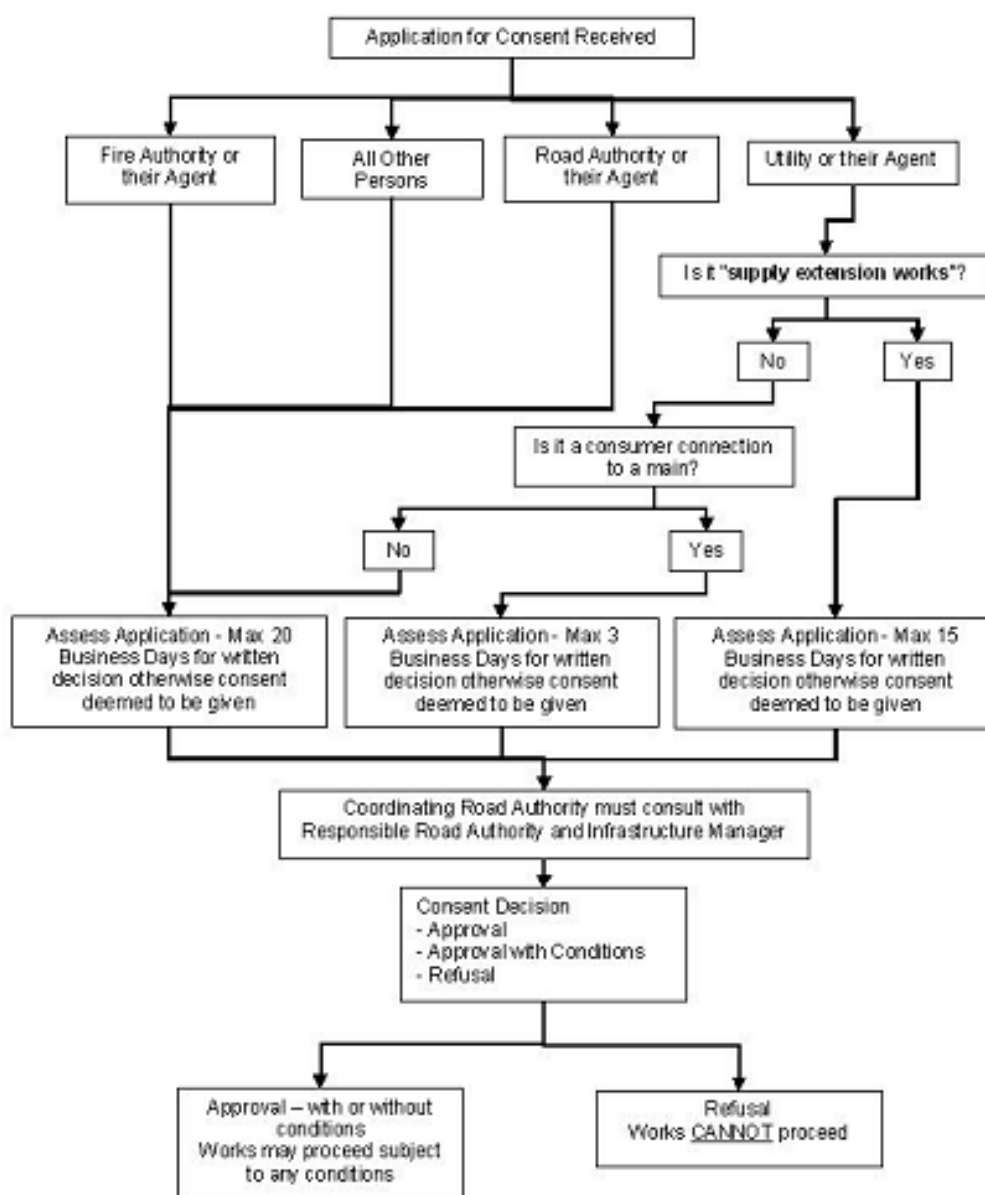 Application for Consent Received
Fire Authority or
their Agent
All Other
Persons
Road Authority or
their Agent
Utility or their Agent
Is it "supply extension works"?
No
Yes
Is it a consumer connection
to a main?
No
Yes
Assess Application - Max 20
Business Days for written
decision otherwise consent
deemed to be given
Assess Application - Max 3
Business Days for written
decision otherwise consent
deemed to be given
Assess Application - Max 15
Business Days for written
decision otherwise consent
deemed to be given
Coordinating Road Authority must consult with
Responsible Road Authority and Infrastructure Manager
Consent Decision
- Approval
- Approval with Conditions
- Refusal
Approval – with or without
conditions
Works may proceed subject
to any conditions
Refusal
Works CANNOT proceed